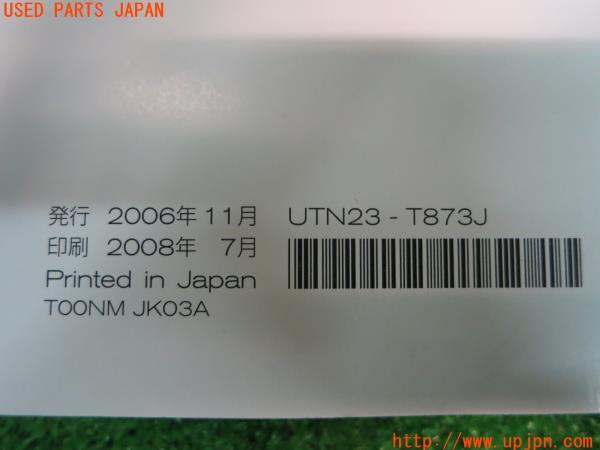 USED PARTS JAPAN
発行 2006年 11月 UTN23 - T873J
印刷 2008年 7月
Printed in Japan
T00NM JK03A
http://www.upjpn.com/